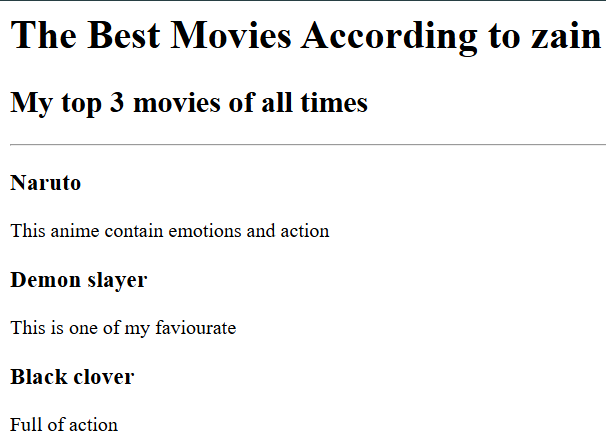 The Best Movies According to zain
My top 3 movies of all times
Naruto
This anime contain emotions and action
Demon slayer
This is one of my faviourate
Black clover
Full of action